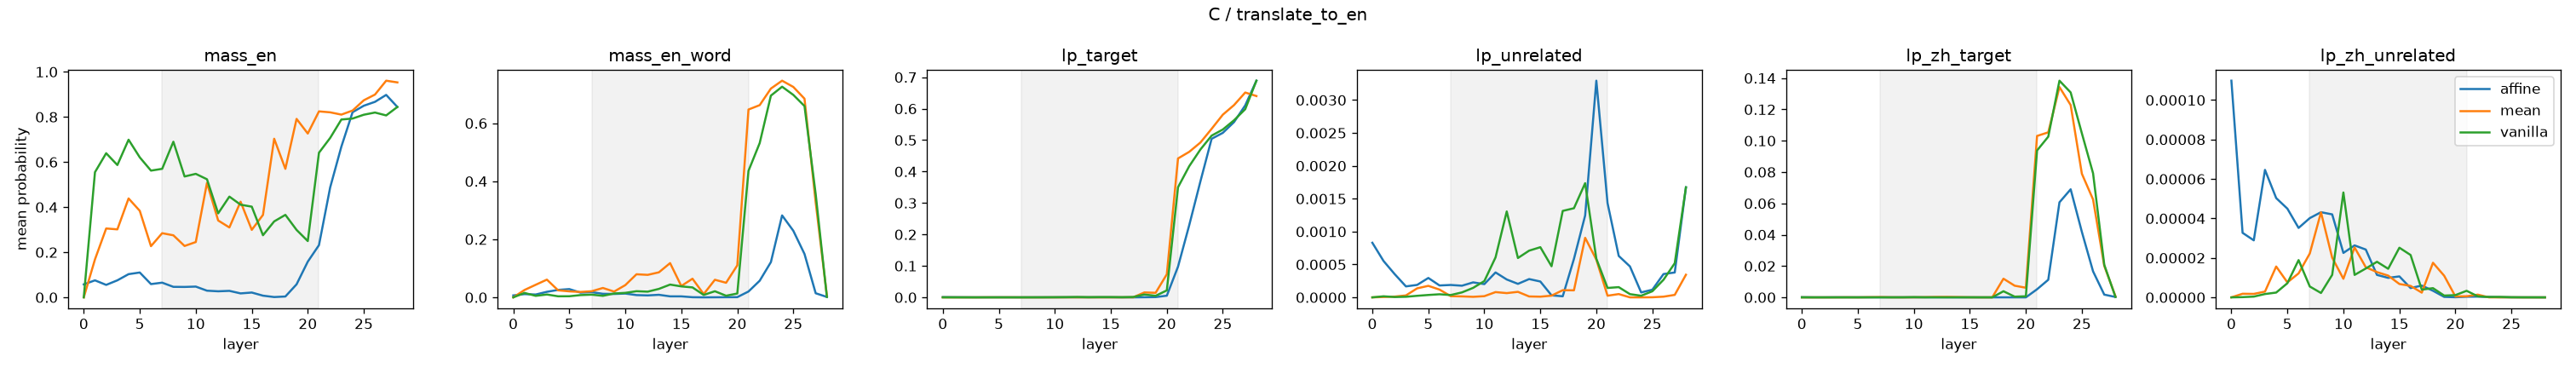 C / translate_to_en
mass_en
mass_en_word
lp_target
lp_unrelated
lp_zh_target
lp_zh_unrelated
mean probability
1.0
0.8
0.6
0.4
0.2
0.0
0 5 10 15 20 25
layer
0.6
0.4
0.2
0.0
0 5 10 15 20 25
layer
0.7
0.6
0.5
0.4
0.3
0.2
0.1
0.0
0 5 10 15 20 25
layer
0.0030
0.0025
0.0020
0.0015
0.0010
0.0005
0.0000
0 5 10 15 20 25
layer
0.14
0.12
0.10
0.08
0.06
0.04
0.02
0.00
0 5 10 15 20 25
layer
0.00010
0.00008
0.00006
0.00004
0.00002
0.00000
0 5 10 15 20 25
layer
affine
mean
vanilla